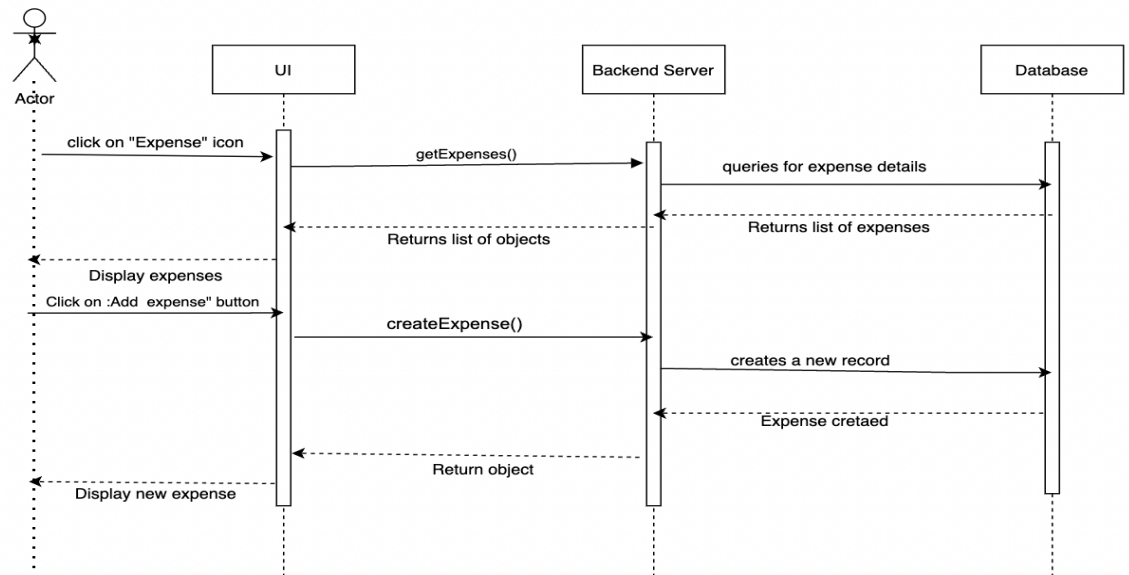 UI
Backend Server
Database
Actor
click on "Expense" icon
getExpenses()
queries for expense details
Returns list of expenses
Returns list of objects
Display expenses
Click on :Add expense" button
createExpense()
creates a new record
Expense cretaed
Return object
Display new expense